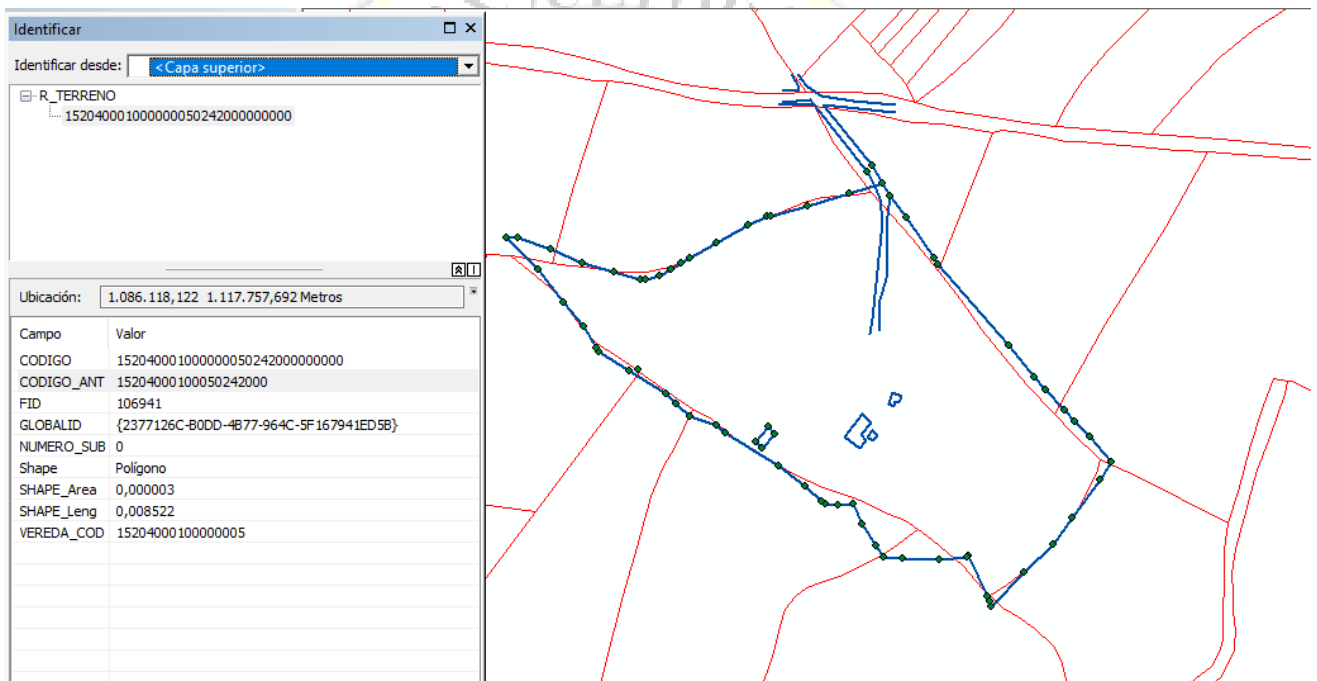 Identificar
Identificar desde: <Capa superior>
R_TERRENO
152040001000000050242000000000
Ubicación: 1.086.118,122 1.117.757,692 Metros
Campo Valor
CODIGO 152040001000000050242000000000
CODIGO_ANT 15204000100050242000
FID 106941
GLOBALID {2377126C-B0DD-4B77-964C-5F167941ED5B}
NUMERO_SUB 0
Shape Polígono
SHAPE_Area 0,000003
SHAPE_Leng 0,008522
VEREDA_COD 15204000100000005